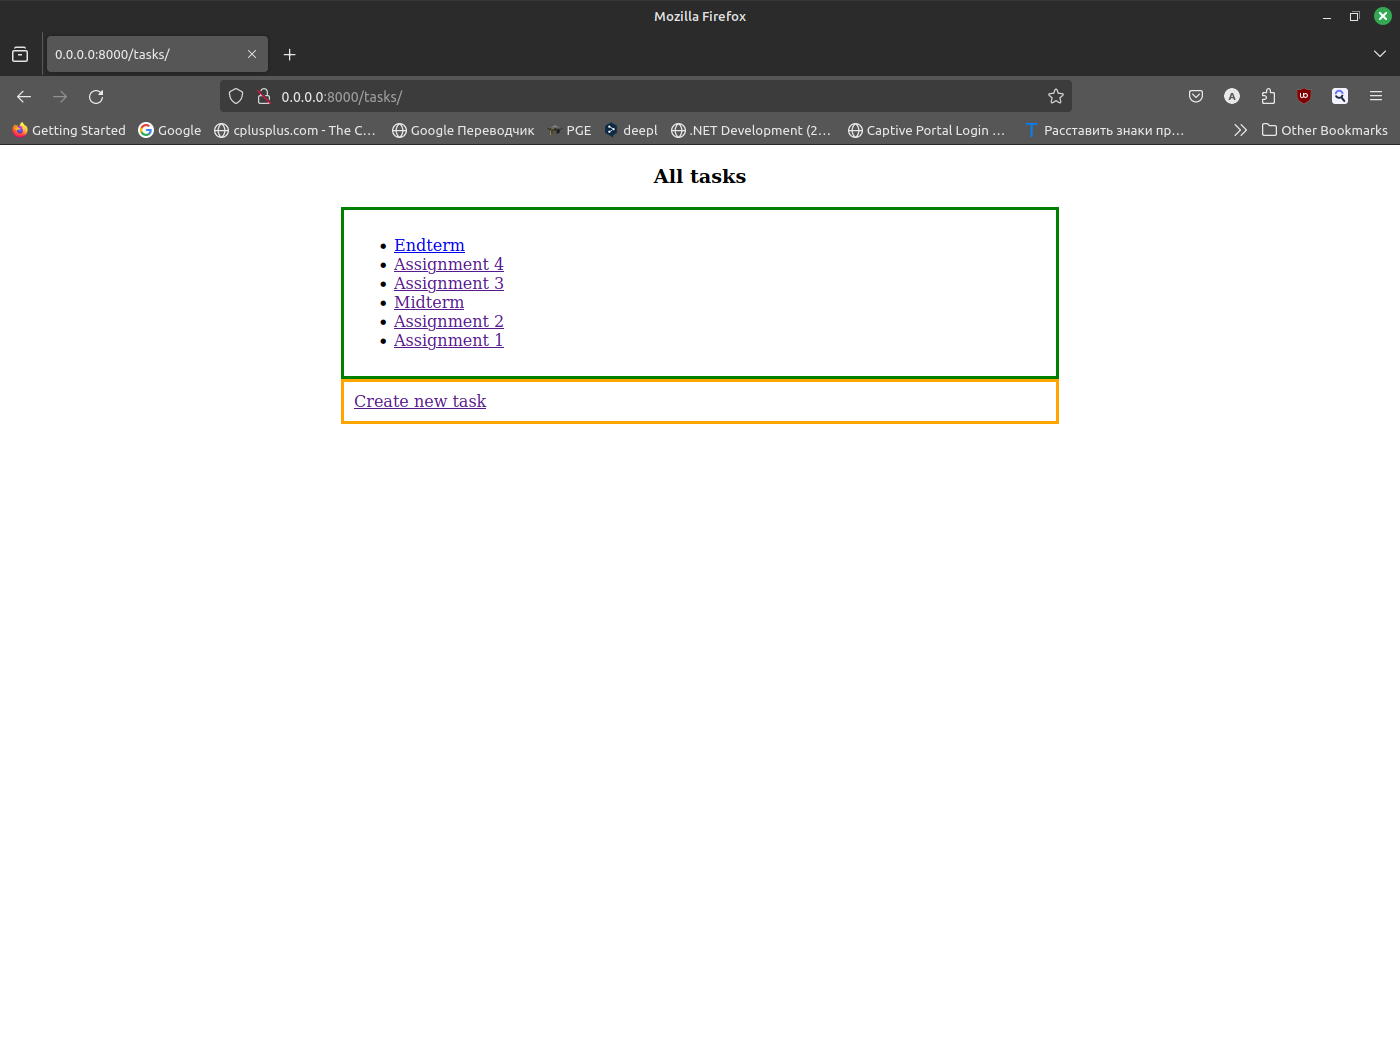 Mozilla Firefox
0.0.0.0:8000/tasks/
0.0.0.0:8000/tasks/
A
UO
Getting Started
Google
cplusplus.com - The C…
Google Переводчик
PGE
deepl
.NET Development (2…
Captive Portal Login …
T Расставить знаки пр…
Other Bookmarks
All tasks
Endterm
Assignment 4
Assignment 3
Midterm
Assignment 2
Assignment 1
Create new task